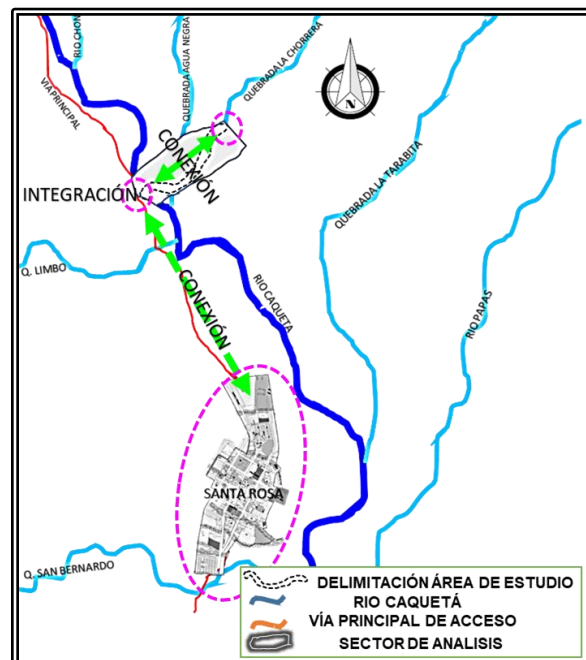 RIO CHON
VÍA PRINCIPAL
QUEBRADA AGUA NEGRA
QUEBRADA LA CHORRERA
N
CONEXIÓN
INTEGRACIÓN
QUEBRADA LA TARABITA
Q. LIMBO
CONEXIÓN
RIO CAQUETA
RIO PAPAS
SANTA ROSA
Q. SAN BERNARDO
DELIMITACIÓN ÁREA DE ESTUDIO
RIO CAQUETÁ
VÍA PRINCIPAL DE ACCESO
SECTOR DE ANALISIS